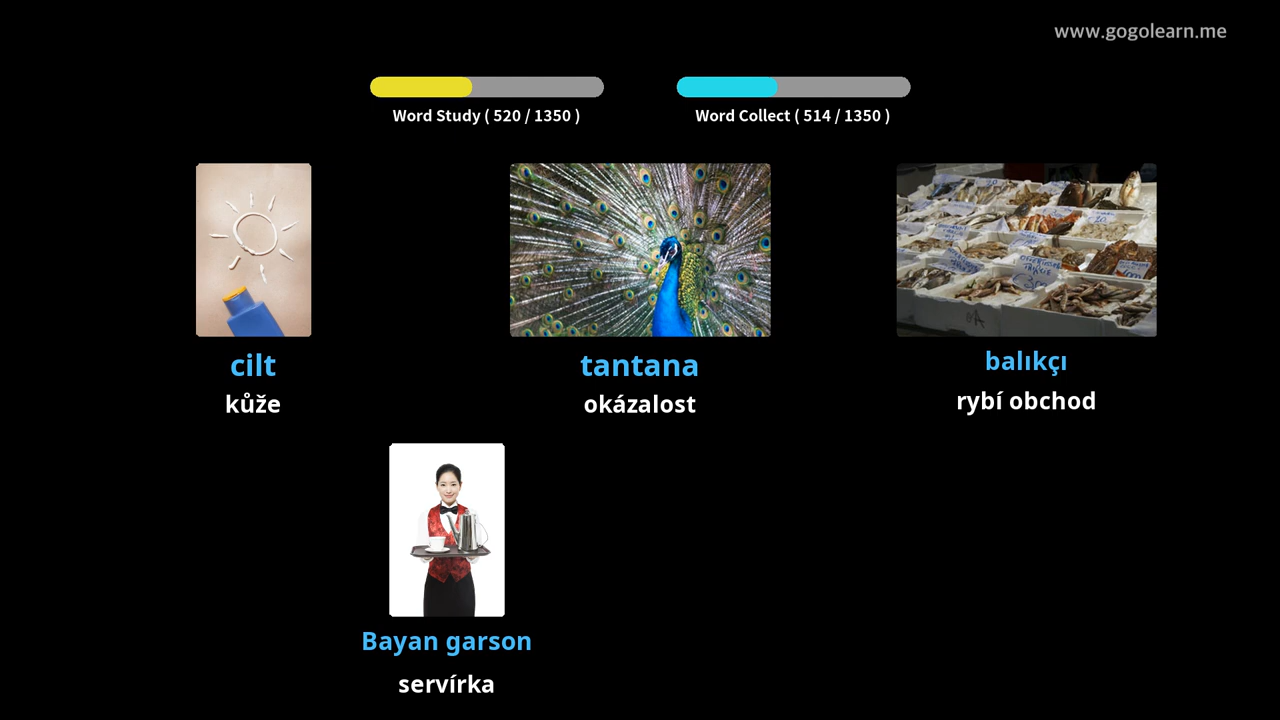 www.gogolearn.me
Word Study ( 520 / 1350 )
Word Collect ( 514 / 1350 )
cilt
kůže
tantana
okázalost
balıkçı
rybí obchod
Bayan garson
servírka